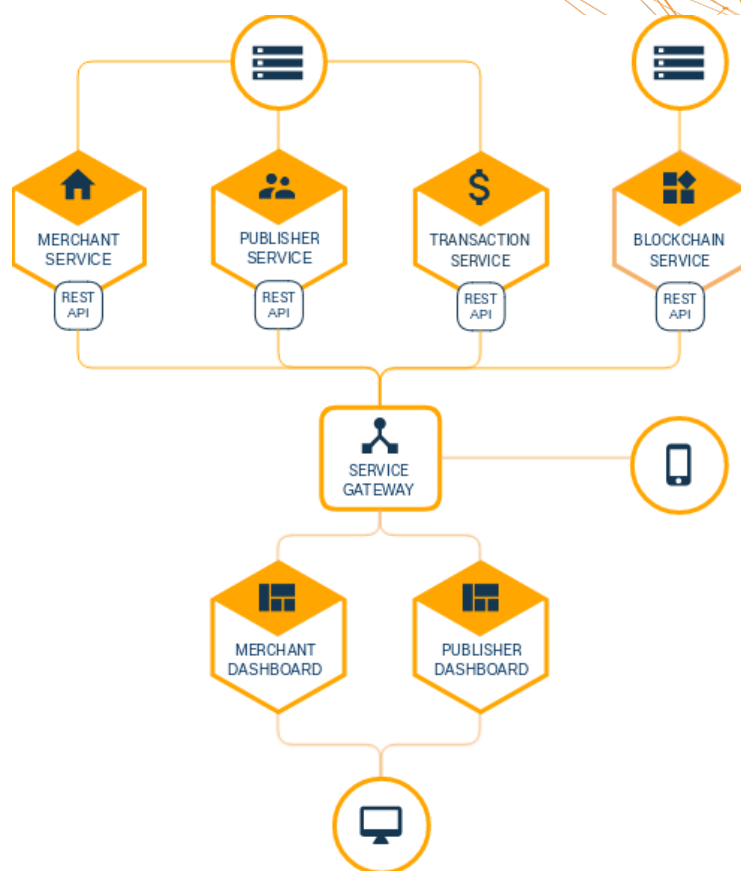 MERCHANT
SERVICE
PUBLISHER
SERVICE
TRANSACTION
SERVICE
BLOCKCHAIN
SERVICE
REST
API
REST
API
REST
API
REST
API
SERVICE
GATEWAY
MERCHANT
DASHBOARD
PUBLISHER
DASHBOARD